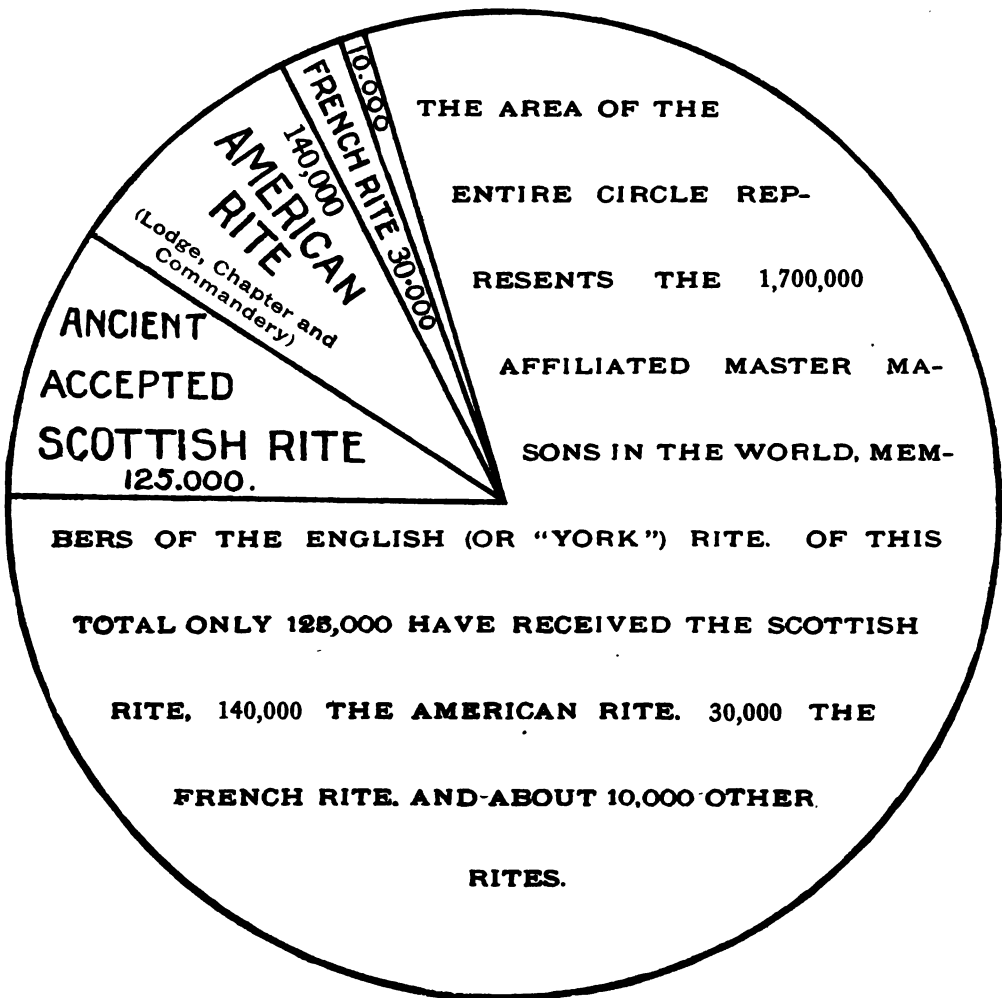 10.000
FRENCH RITE 30.000
140,000
AMERICAN
RITE
(Lodge, Chapter and
Commandery)
ANCIENT
ACCEPTED
SCOTTISH RITE
125.000.
THE AREA OF THE
ENTIRE CIRCLE REP-
RESENTS THE 1,700,000
AFFILIATED MASTER MA-
SONS IN THE WORLD, MEM-
BERS OF THE ENGLISH (OR “YORK”) RITE. OF THIS
TOTAL ONLY 125,000 HAVE RECEIVED THE SCOTTISH
RITE, 140,000 THE AMERICAN RITE. 30,000 THE
FRENCH RITE. AND-ABOUT 10,000 OTHER
RITES.